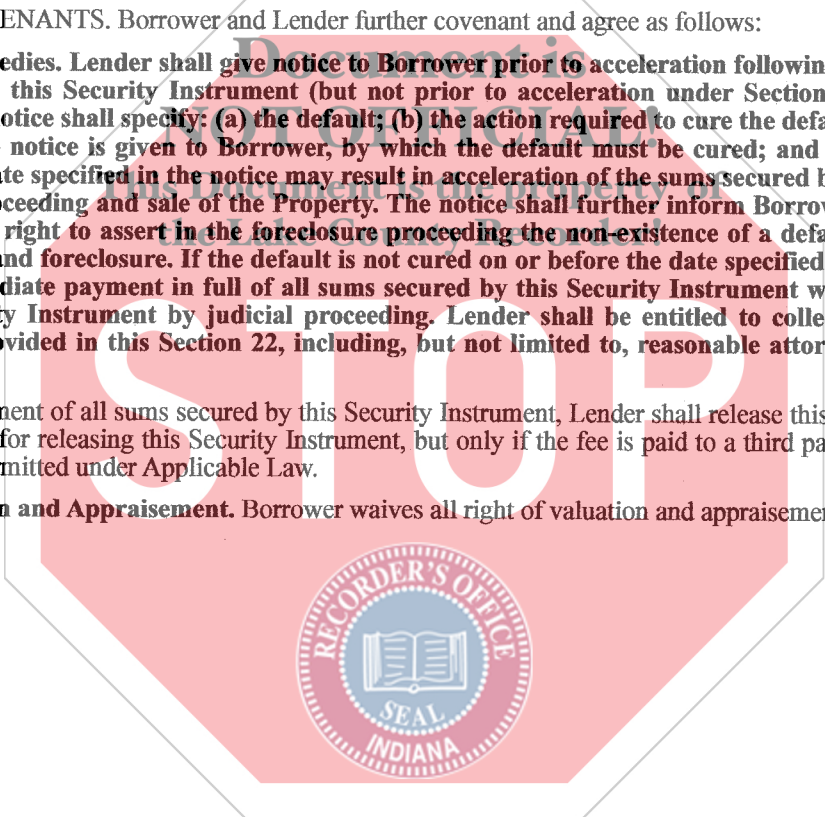 ENANTS. Borrower and Lender further covenant and agree as follows:
Document is
edies. Lender shall give notice to Borrower prior to acceleration followin
this Security Instrument (but not prior to acceleration under Section
NOT OFFICIAL!
otice shall specify: (a) the default; (b) the action required to cure the defa
notice is given to Borrower, by which the default must be cured; and
te specified in the notice may result in acceleration of the sums secured b
This Document is the property of
ceeding and sale of the Property. The notice shall further inform Borrow
right to assert in the foreclosure proceeding the non-existence of a defa
the Lake County Recorder!
nd foreclosure. If the default is not cured on or before the date specified
diate payment in full of all sums secured by this Security Instrument w
ty Instrument by judicial proceeding. Lender shall be entitled to colle
vided in this Section 22, including, but not limited to, reasonable attor
STOP
ment of all sums secured by this Security Instrument, Lender shall release this
for releasing this Security Instrument, but only if the fee is paid to a third pa
mitted under Applicable Law.
n and Appraisement. Borrower waives all right of valuation and appraisemen
RECORDER'S OFFICE
SEAL
INDIANA